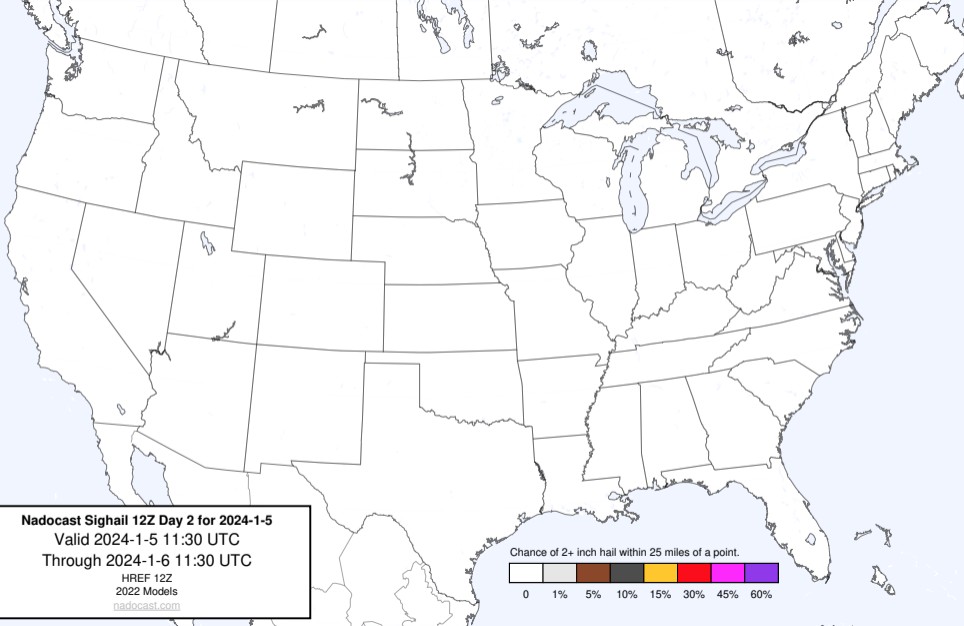 Nadocast Sighail 12Z Day 2 for 2024-1-5
Valid 2024-1-5 11:30 UTC
Through 2024-1-6 11:30 UTC
HREF 12Z
2022 Models
nadocast.com
Chance of 2+ inch hail within 25 miles of a point.
0 1% 5% 10% 15% 30% 45% 60%